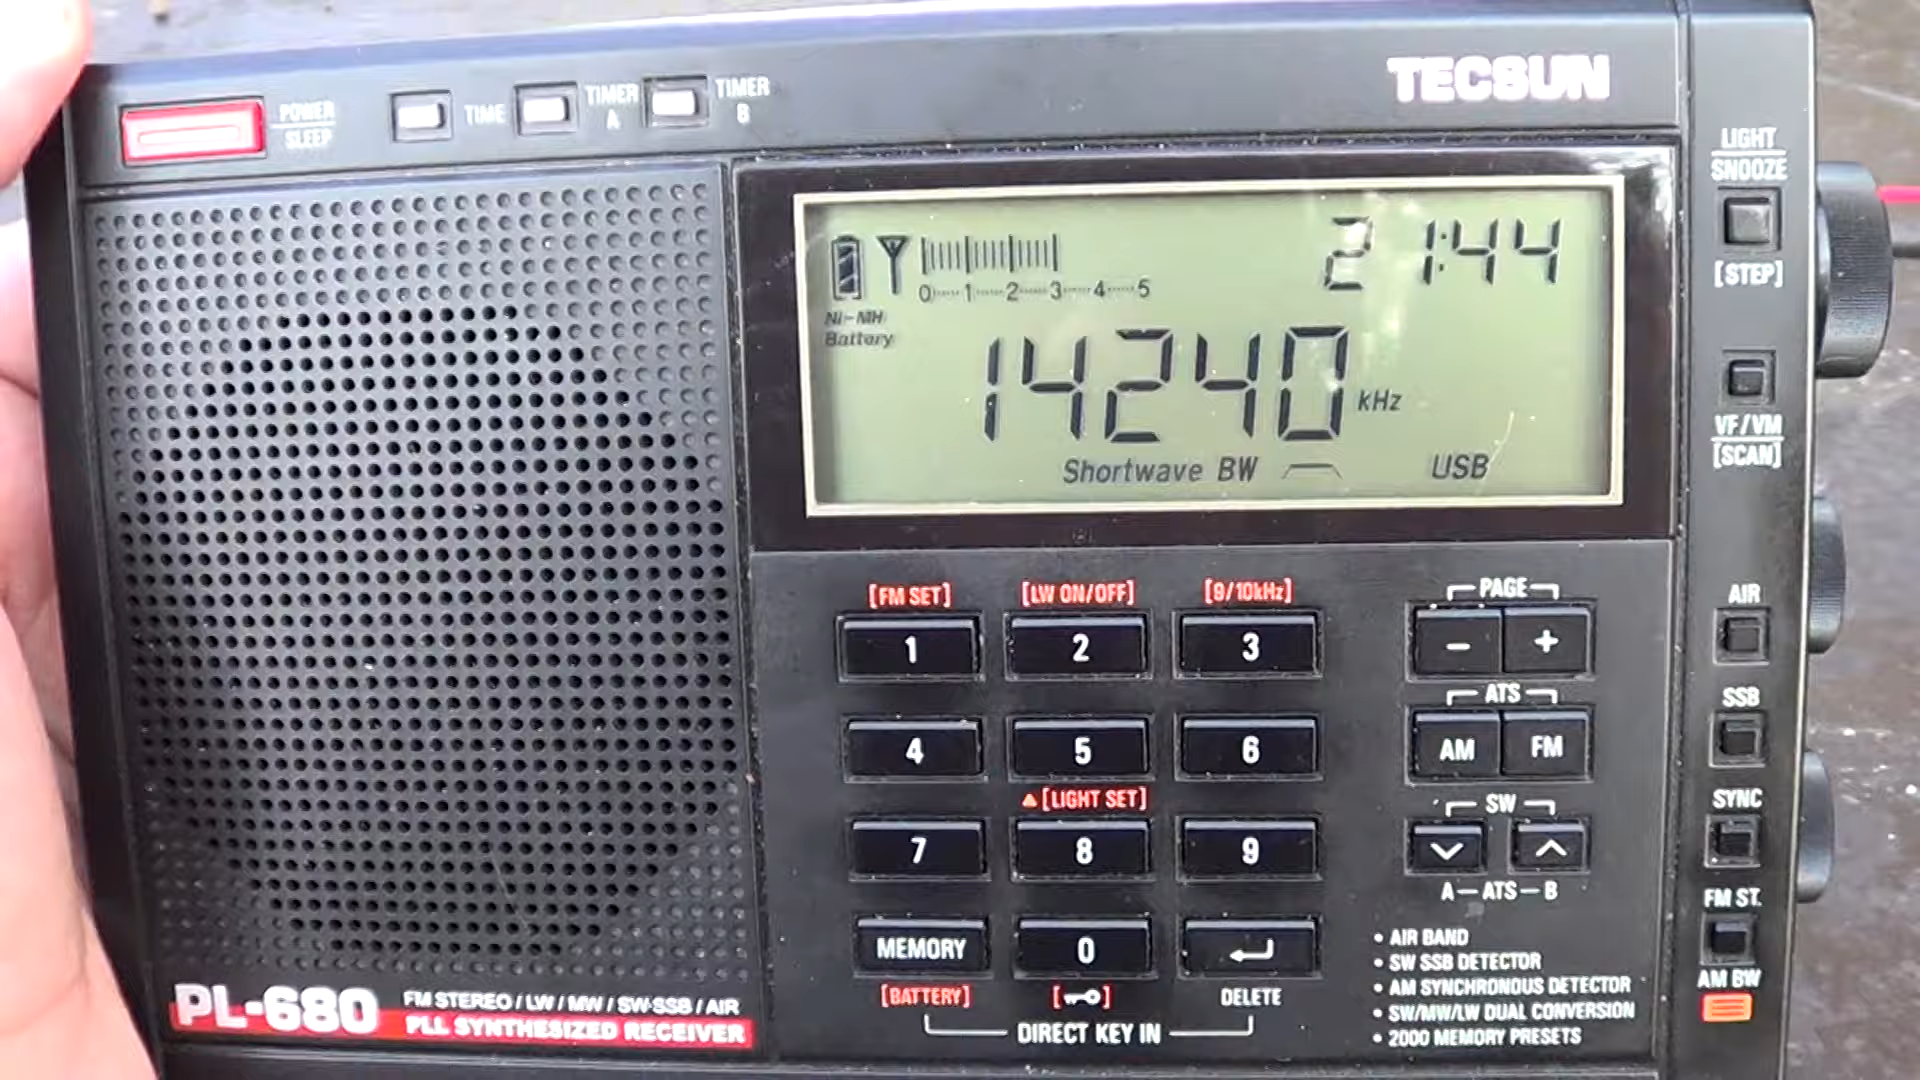 TECSUN
POWER
SLEEP
TIME
TIMER
A
TIMER
B
LIGHT
SNOOZE
[STEP]
21:44
0 1 2 3 4 5
Ni-MH
Battery
14240 kHz
Shortwave BW USB
VF/VM
[SCAN]
[FM SET] [LW ON/OFF] [9/10kHz] PAGE
1 2 3 - +
AIR
ATS
4 5 6 AM FM
SSB
▲[LIGHT SET] SW
7 8 9
A-ATS-B
SYNC
FM ST.
MEMORY 0
[BATTERY] DELETE
DIRECT KEY IN
• AIR BAND
• SW SSB DETECTOR
• AM SYNCHRONOUS DETECTOR
• SW/MW/LW DUAL CONVERSION
• 2000 MEMORY PRESETS
AM BW
PL-680 FM STEREO / LW / MW / SW-SSB / AIR
PLL SYNTHESIZED RECEIVER